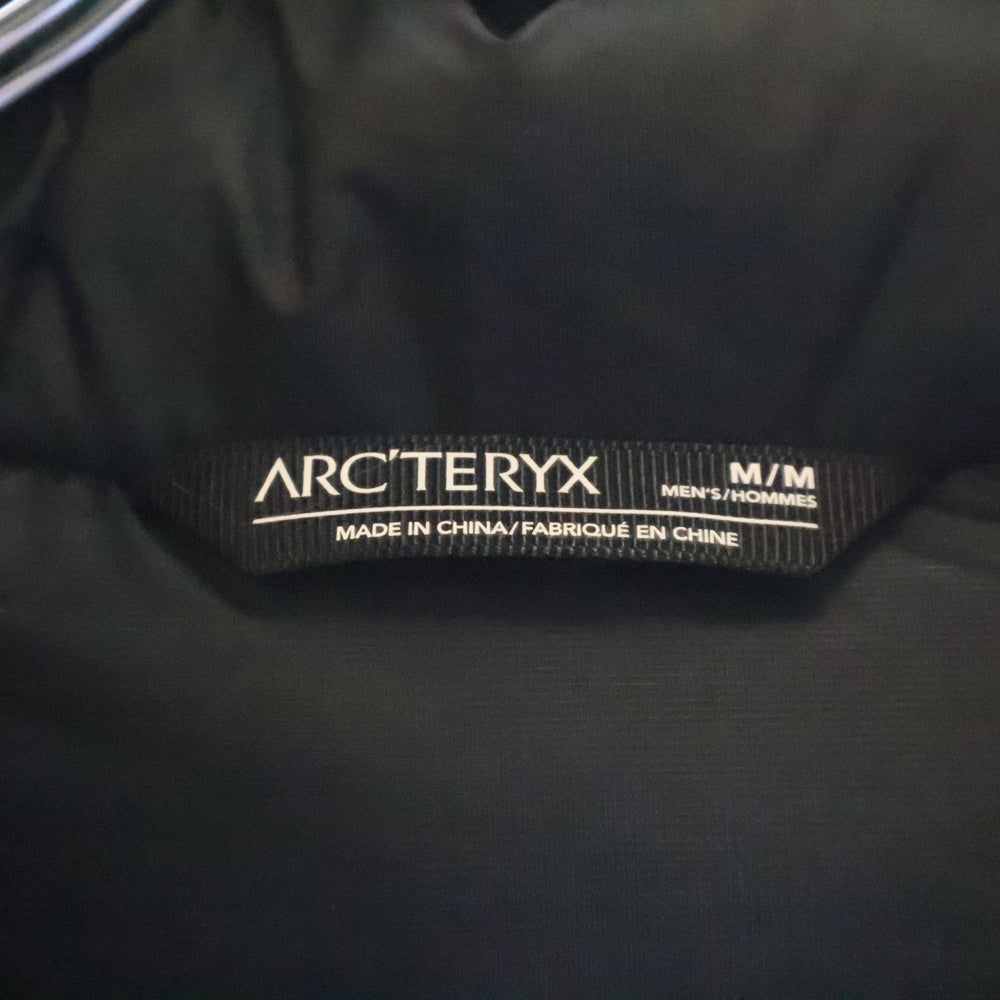 ARC'TERYX
M/M
MEN'S/HOMMES
MADE IN CHINA/FABRIQUÉ EN CHINE